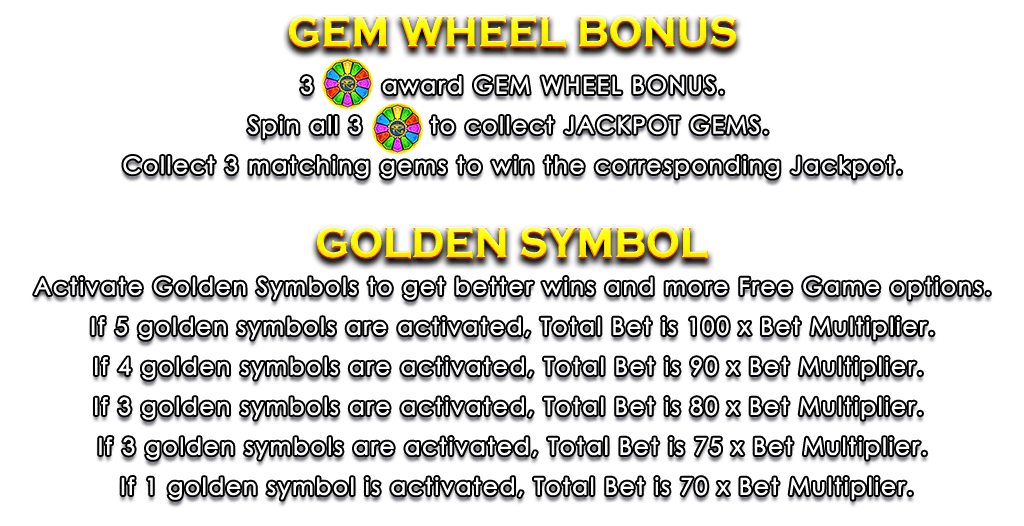 GEM WHEEL BONUS
3 award GEM WHEEL BONUS.
Spin all 3 to collect JACKPOT GEMS.
Collect 3 matching gems to win the corresponding Jackpot.
GOLDEN SYMBOL
Activate Golden Symbols to get better wins and more Free Game options.
If 5 golden symbols are activated, Total Bet is 100 x Bet Multiplier.
If 4 golden symbols are activated, Total Bet is 90 x Bet Multiplier.
If 3 golden symbols are activated, Total Bet is 80 x Bet Multiplier.
If 3 golden symbols are activated, Total Bet is 75 x Bet Multiplier.
If 1 golden symbol is activated, Total Bet is 70 x Bet Multiplier.